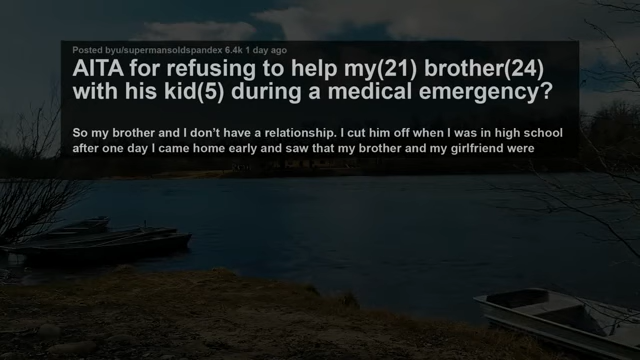 Posted byu/supermansoldspandex 6.4k 1 day ago
AITA for refusing to help my(21) brother(24)
with his kid(5) during a medical emergency?
So my brother and I don't have a relationship. I cut him off when I was in high school
after one day I came home early and saw that my brother and my girlfriend were